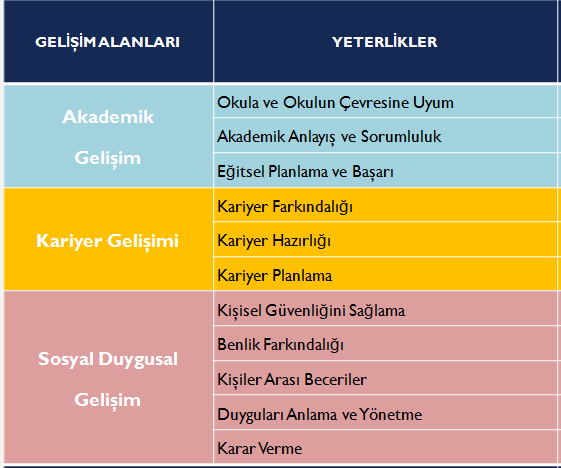 GELİŞİM ALANLARI
YETERLİKLER
Akademik
Gelişim
Okula ve Okulun Çevresine Uyum
Akademik Anlayış ve Sorumluluk
Eğitsel Planlama ve Başarı
Kariyer Gelişimi
Kariyer Farkındalığı
Kariyer Hazırlığı
Kariyer Planlama
Sosyal Duygusal
Gelişim
Kişisel Güvenliğini Sağlama
Benlik Farkındalığı
Kişiler Arası Beceriler
Duyguları Anlama ve Yönetme
Karar Verme